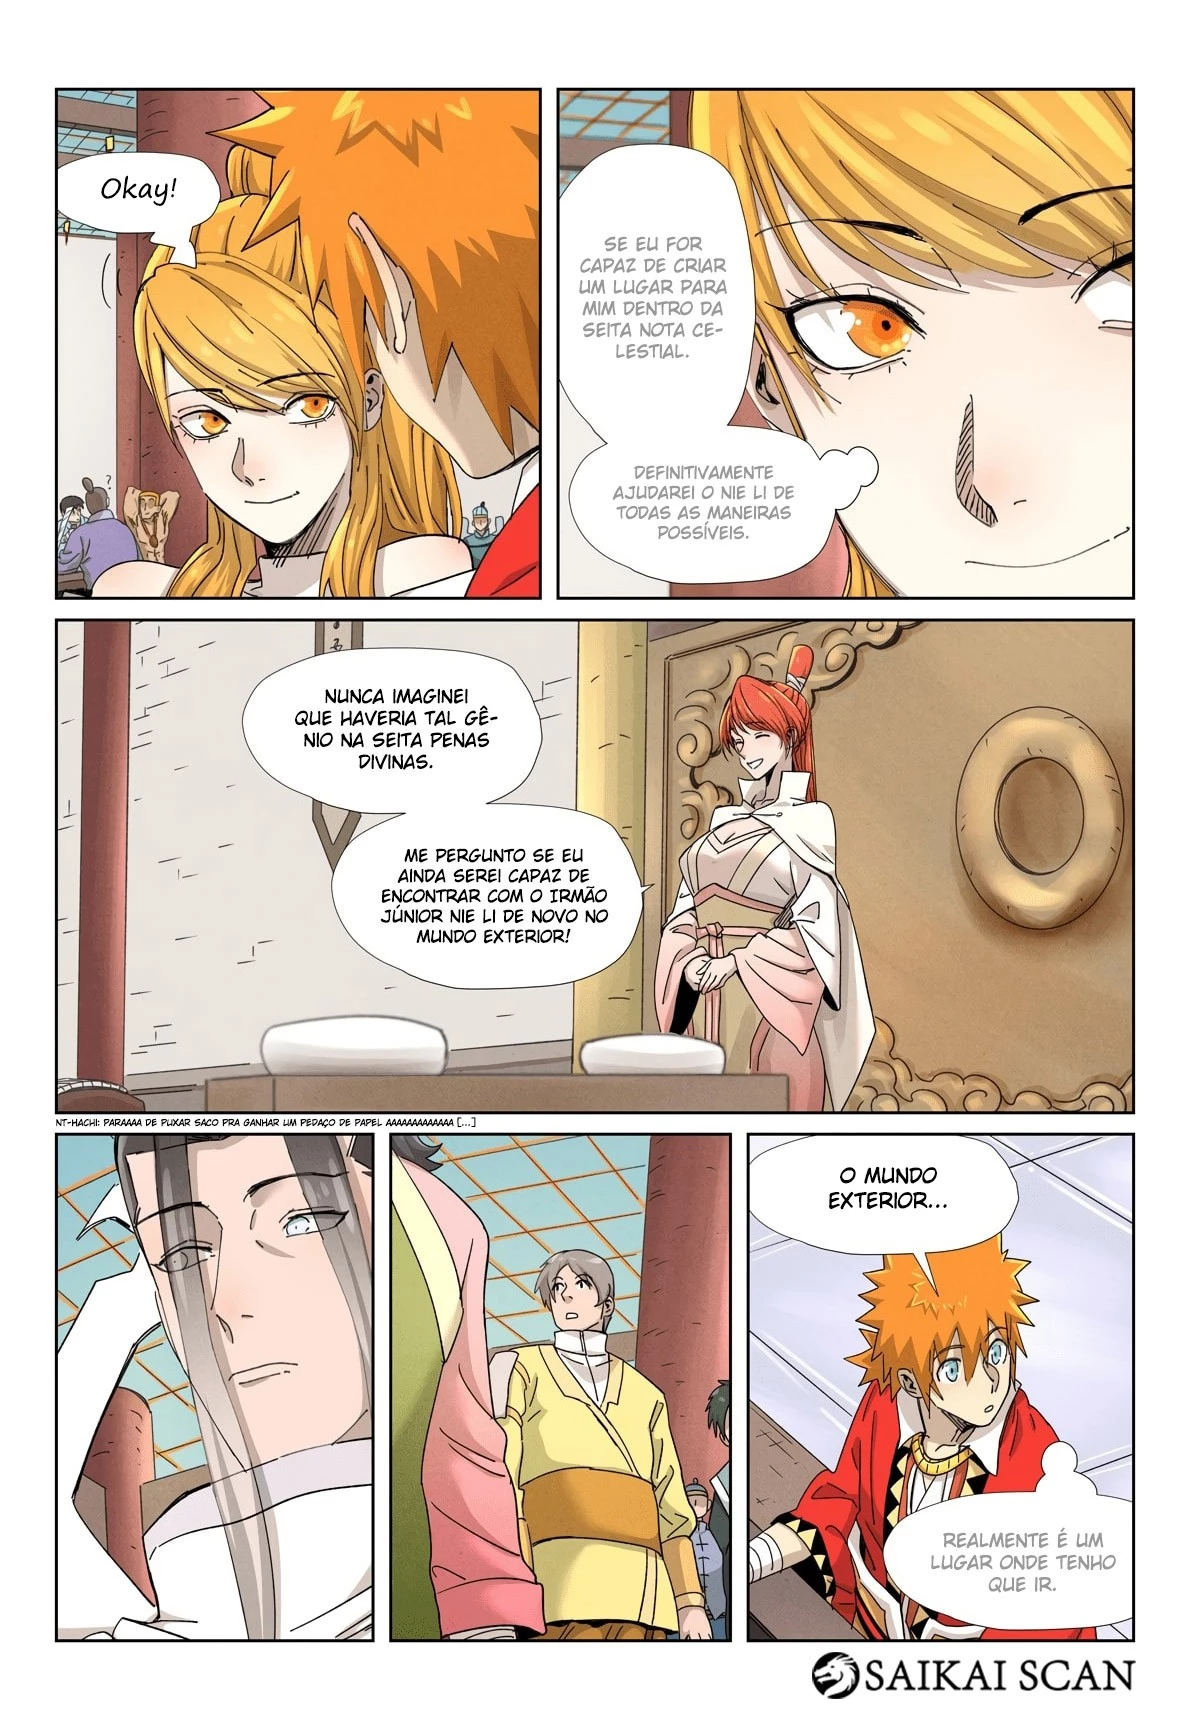 Okay!
SE EU FOR
CAPAZ DE CRIAR
UM LUGAR PARA
MIM DENTRO DA
SEITA NOTA CE-
LESTIAL.
DEFINITIVAMENTE
AJUDAREI O NIE LI DE
TODAS AS MANEIRAS
POSSÍVEIS.
?
NUNCA IMAGINEI
QUE HAVERIA TAL GÊ-
NIO NA SEITA PENAS
DIVINAS.
ME PERGUNTO SE EU
AINDA SEREI CAPAZ DE
ENCONTRAR COM O IRMÃO
JÚNIOR NIE LI DE NOVO NO
MUNDO EXTERIOR!
NT-HACHI: PARAAAA DE PUXAR SACO PRA GANHAR UM PEDAÇO DE PAPEL AAAAAAAAAAAAA [...]
O MUNDO
EXTERIOR...
REALMENTE É UM
LUGAR ONDE TENHO
QUE IR.
SAIKAI SCAN